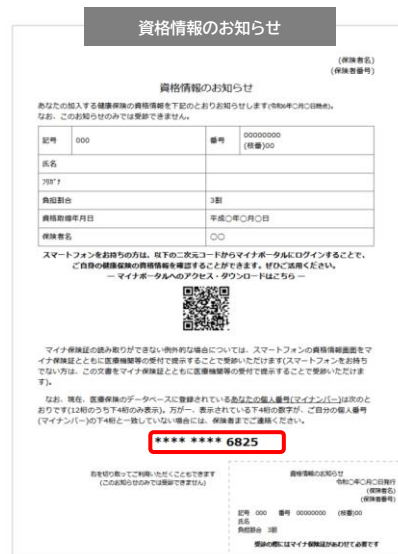 資格情報のお知らせ
(保険者名)
(保険者番号)
資格情報のお知らせ
あなたの加入する健康保険の資格情報を下記のとおりお知らせします(令和6年〇月〇日時点)。
なお、このお知らせのみでは受診できません。
記号 000 番号 00000000
(枝番)00
氏名
フリガナ
負担割合 3割
資格取得年月日 平成〇年〇月〇日
保険者名 〇〇
スマートフォンをお持ちの方は、以下の二次元コードからマイナポータルにログインすることで、
ご自身の健康保険の資格情報を確認することができます。ぜひご活用ください。
― マイナポータルへのアクセス・ダウンロードはこちら ―
マイナ保険証の読み取りができない例外的な場合については、スマートフォンの資格情報画面をマ
イナ保険証とともに医療機関等の受付で提示することで受診いただけます(スマートフォンをお持ち
でない方は、この文書をマイナ保険証とともに医療機関等の受付で提示することで受診いただけま
す)。
なお、現在、医療保険のデータベースに登録されているあなたの個人番号(マイナンバー)は次のと
おりです(12桁のうち下4桁のみ表示)。万が一、表示されている下4桁の数字が、ご自分の個人番号
(マイナンバー)の下4桁と一致していない場合には、保険者までご連絡ください。
**** **** 6825
右を切り取ってご利用いただくこともできます
(このお知らせのみでは受診できません)
資格情報のお知らせ
令和〇年〇月〇日発行
(保険者名)
(保険者番号)
記号 000 番号 00000000 (枝番)00
氏名
負担割合 3割
受診の際にはマイナ保険証があわせて必要です